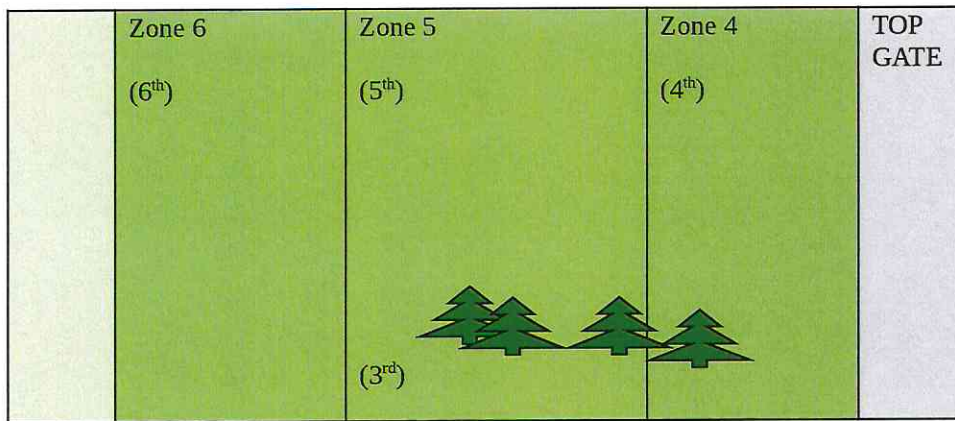 Zone 6
(6th)
Zone 5
(5th)
(3rd)
Zone 4
(4th)
TOP
GATE